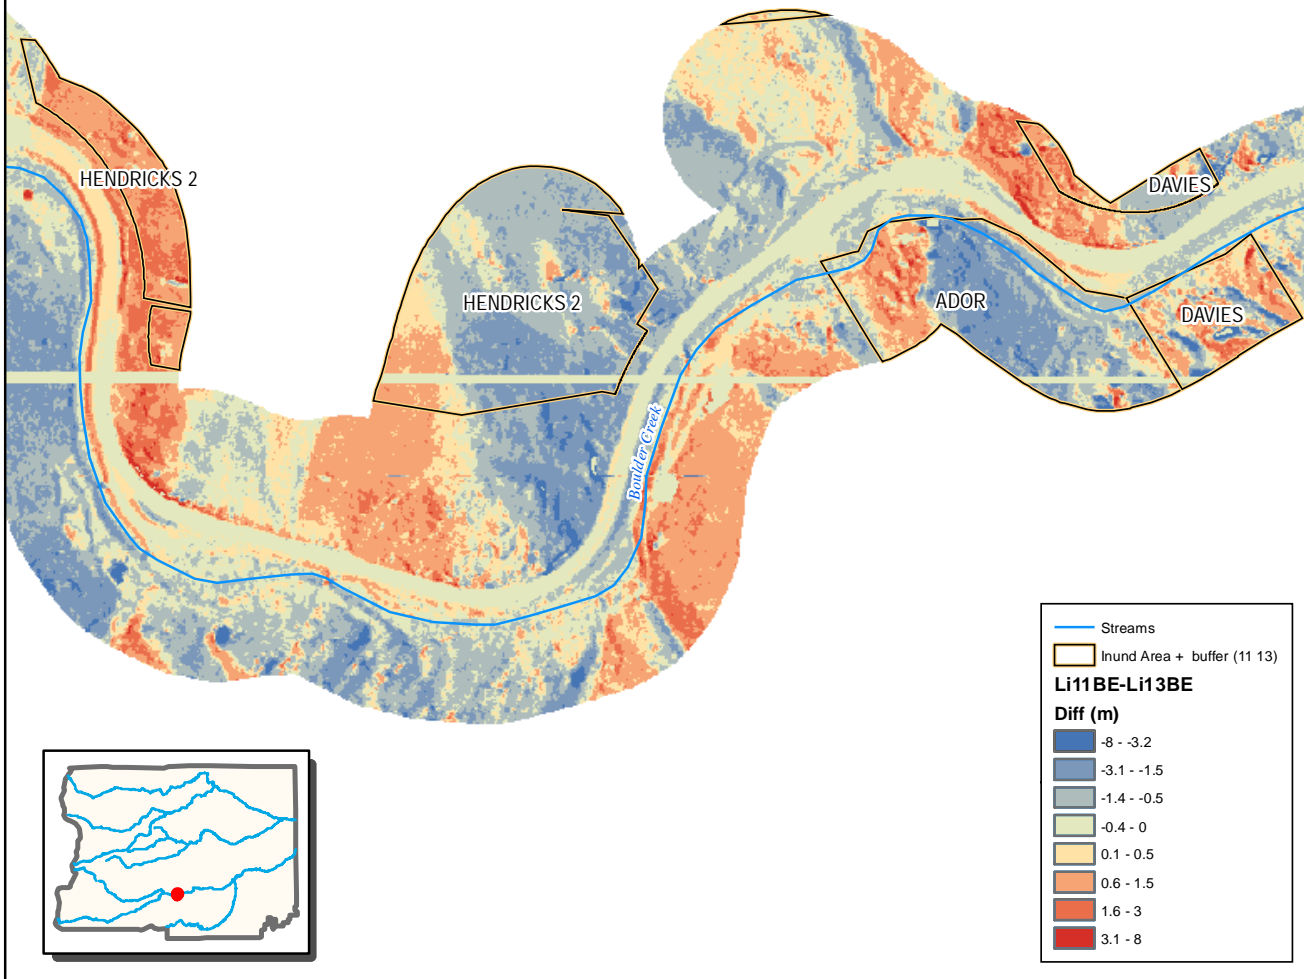 HENDRICKS 2
DAVIES
HENDRICKS 2
ADOR
DAVIES
Boulder Creek
Streams
Inund Area + buffer (11 13)
Li11BE-Li13BE
Diff (m)
-8 - -3.2
-3.1 - -1.5
-1.4 - -0.5
-0.4 - 0
0.1 - 0.5
0.6 - 1.5
1.6 - 3
3.1 - 8